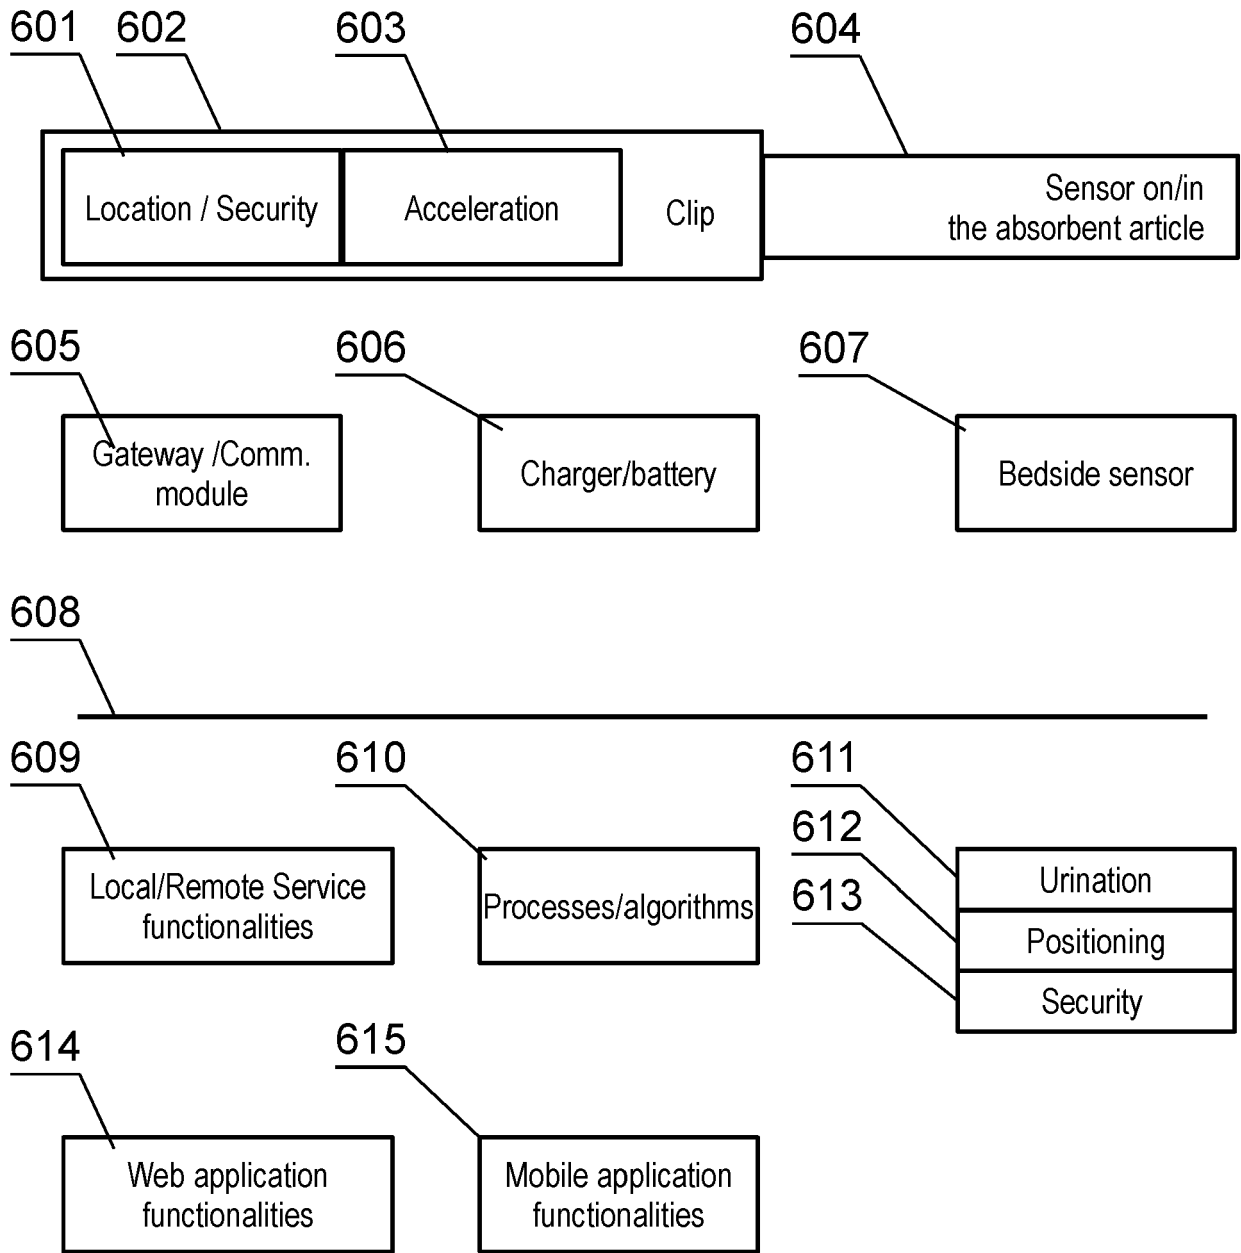 601 602 603 604
Location / Security Acceleration Clip Sensor on/in
the absorbent article
605 606 607
Gateway /Comm.
module
Charger/battery
Bedside sensor
608
609 610 611
612
613
Local/Remote Service
functionalities
Processes/algorithms
Urination
Positioning
Security
614 615
Web application
functionalities
Mobile application
functionalities